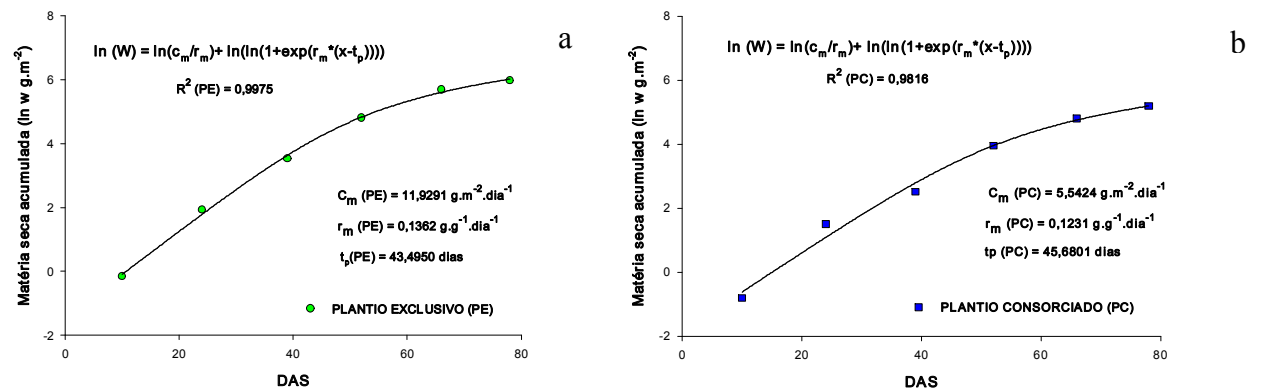 a
8
6
4
2
0
-2
0 20 40 60 80
Matéria seca acumulada (ln w g.m⁻²)
DAS
ln (W) = ln(cₘ/rₘ)+ ln(ln(1+exp(rₘ*(x-tₚ))))
R² (PE) = 0,9975
Cₘ (PE) = 11,9291 g.m⁻².dia⁻¹
rₘ (PE) = 0,1362 g.g⁻¹.dia⁻¹
tₚ(PE) = 43,4950 dias
PLANTIO EXCLUSIVO (PE)
b
8
6
4
2
0
-2
0 20 40 60 80
Matéria seca acumulada (ln w g.m⁻²)
DAS
ln (W) = ln(cₘ/rₘ)+ ln(ln(1+exp(rₘ*(x-tₚ))))
R² (PC) = 0,9816
Cₘ (PC) = 5,5424 g.m⁻².dia⁻¹
rₘ (PC) = 0,1231 g.g⁻¹.dia⁻¹
tp (PC) = 45,6801 dias
PLANTIO CONSORCIADO (PC)